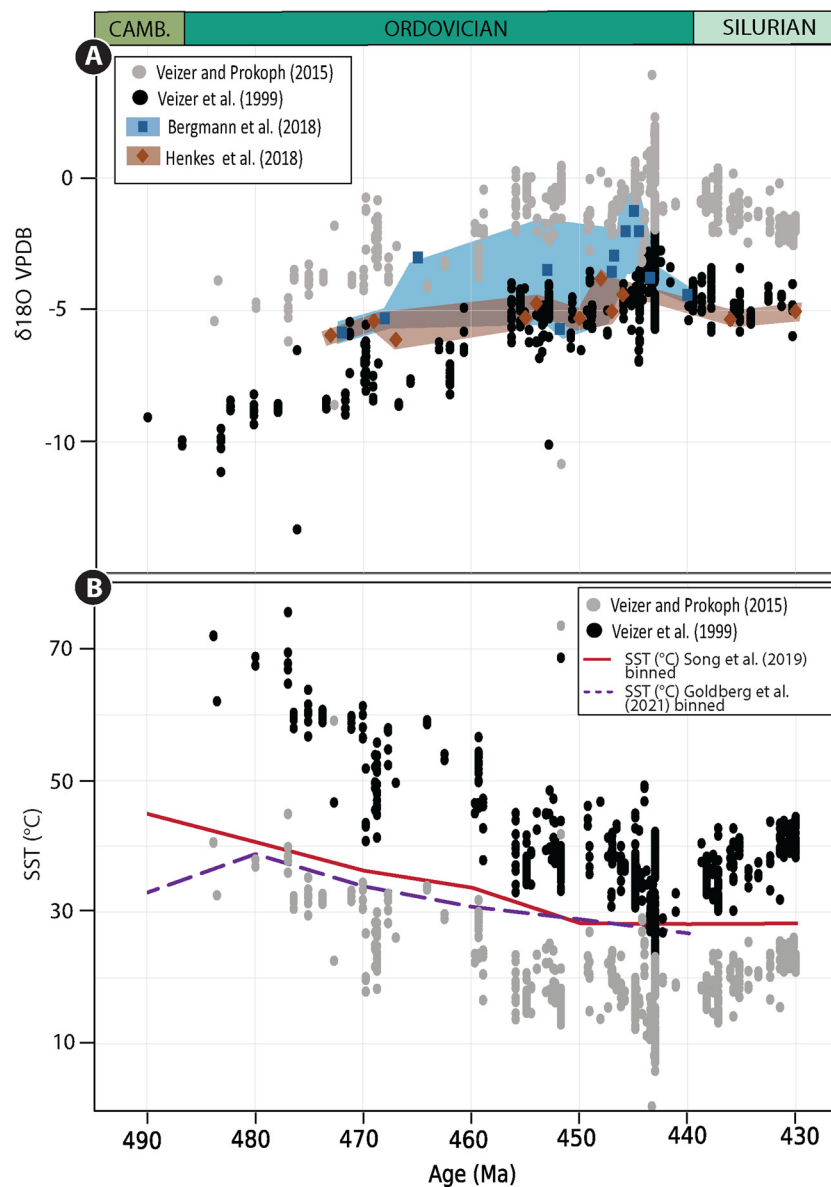 CAMB. ORDOVICIAN SILURIAN
A
Veizer and Prokoph (2015)
Veizer et al. (1999)
Bergmann et al. (2018)
Henkes et al. (2018)
0
-5
-10
δ18O VPDB
B
Veizer and Prokoph (2015)
Veizer et al. (1999)
SST (°C) Song et al. (2019)
binned
SST (°C) Goldberg et al.
(2021) binned
70
50
30
10
SST (°C)
490 480 470 460 450 440 430
Age (Ma)